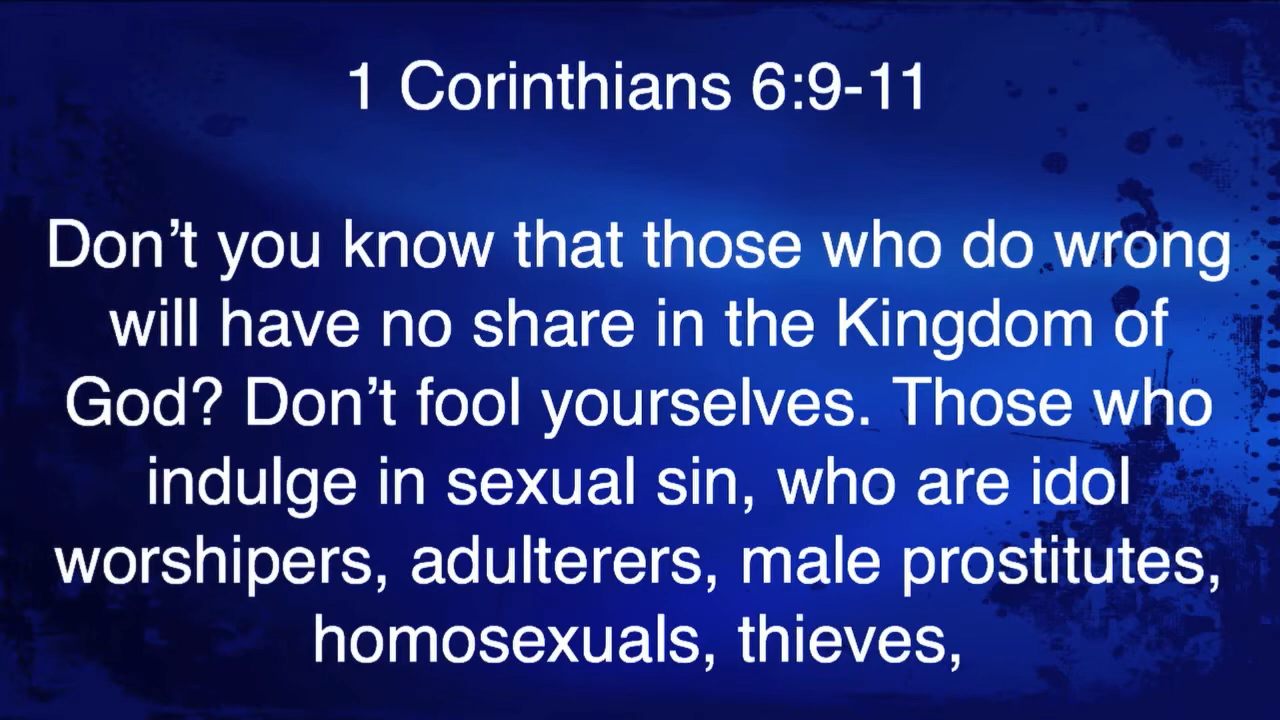 1 Corinthians 6:9-11
Don’t you know that those who do wrong
will have no share in the Kingdom of
God? Don’t fool yourselves. Those who
indulge in sexual sin, who are idol
worshipers, adulterers, male prostitutes,
homosexuals, thieves,